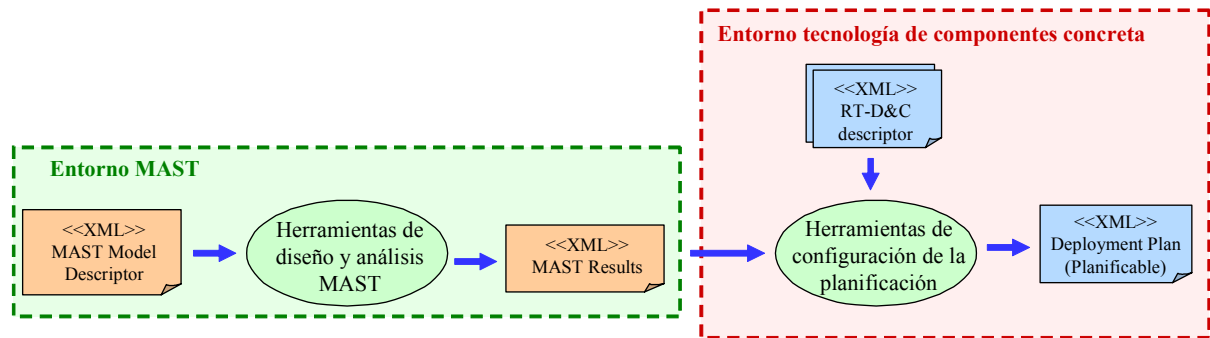 Entorno tecnología de componentes concreta
<<XML>>
RT-D&C
descriptor
Entorno MAST
<<XML>>
MAST Model
Descriptor
Herramientas de
diseño y análisis
MAST
<<XML>>
MAST Results
Herramientas de
configuración de la
planificación
<<XML>>
Deployment Plan
(Planificable)